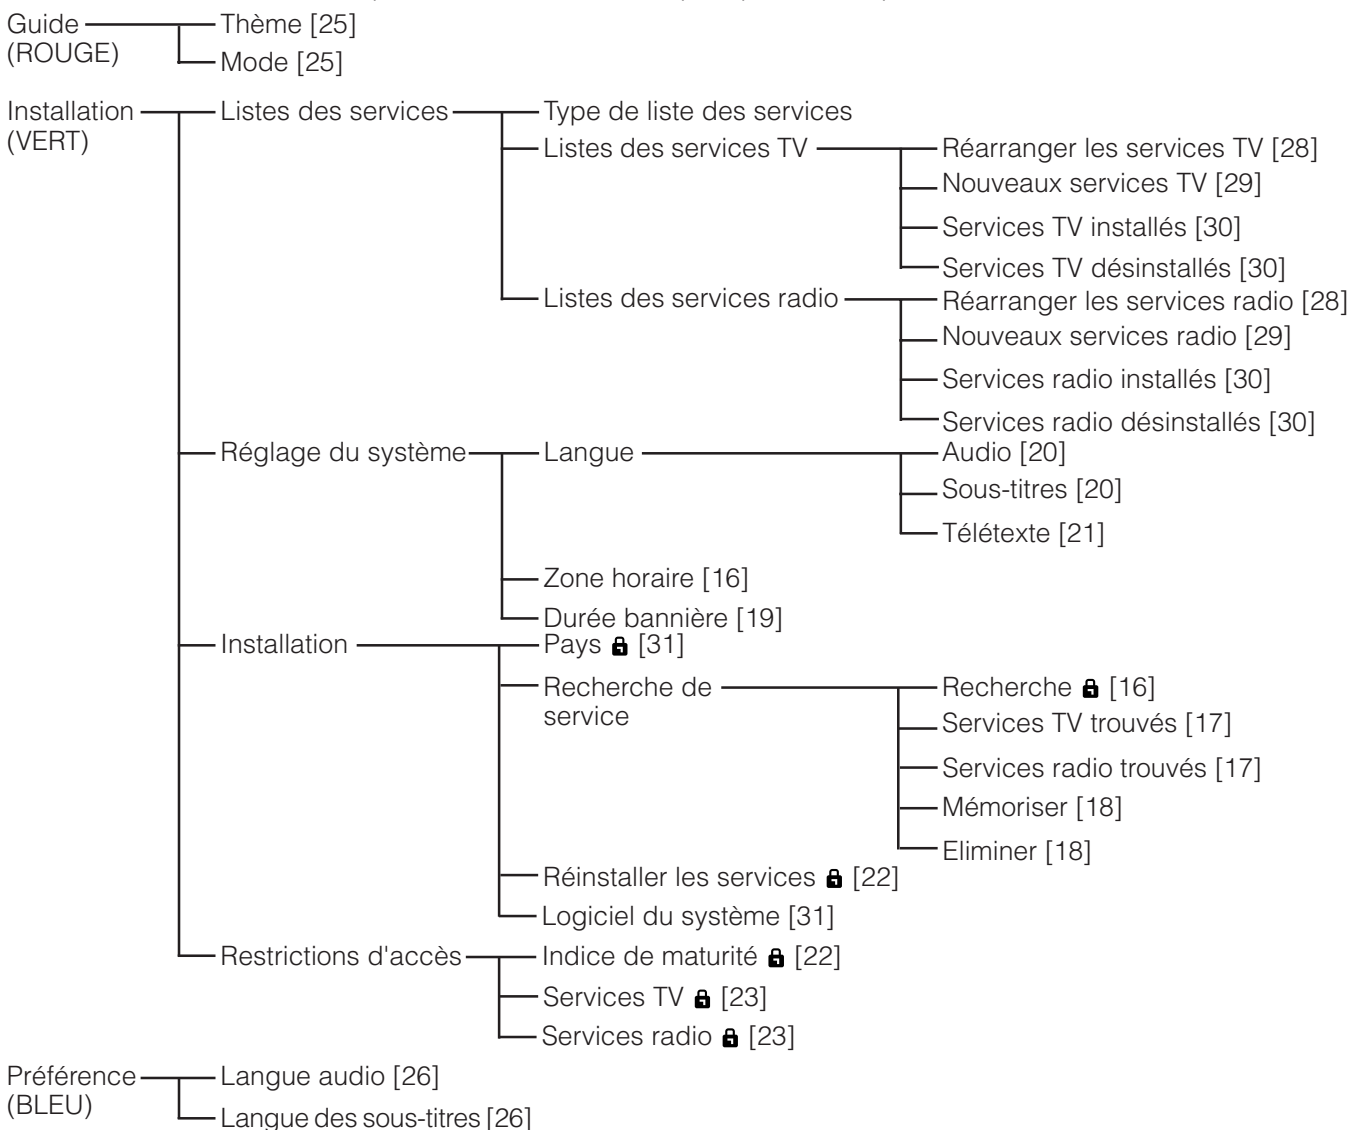 Guide Thème [25]
(ROUGE)
Mode [25]
Installation Listes des services Type de liste des services
(VERT)
Listes des services TV Réarranger les services TV [28]
Nouveaux services TV [29]
Services TV installés [30]
Services TV désinstallés [30]
Listes des services radio Réarranger les services radio [28]
Nouveaux services radio [29]
Services radio installés [30]
Services radio désinstallés [30]
Réglage du système Langue Audio [20]
Sous-titres [20]
Télétexte [21]
Zone horaire [16]
Durée bannière [19]
Installation Pays [31]
Recherche de service Recherche [16]
Services TV trouvés [17]
Services radio trouvés [17]
Mémoriser [18]
Eliminer [18]
Réinstaller les services [22]
Logiciel du système [31]
Restrictions d'accès Indice de maturité [22]
Services TV [23]
Services radio [23]
Préférence Langue audio [26]
(BLEU)
Langue des sous-titres [26]